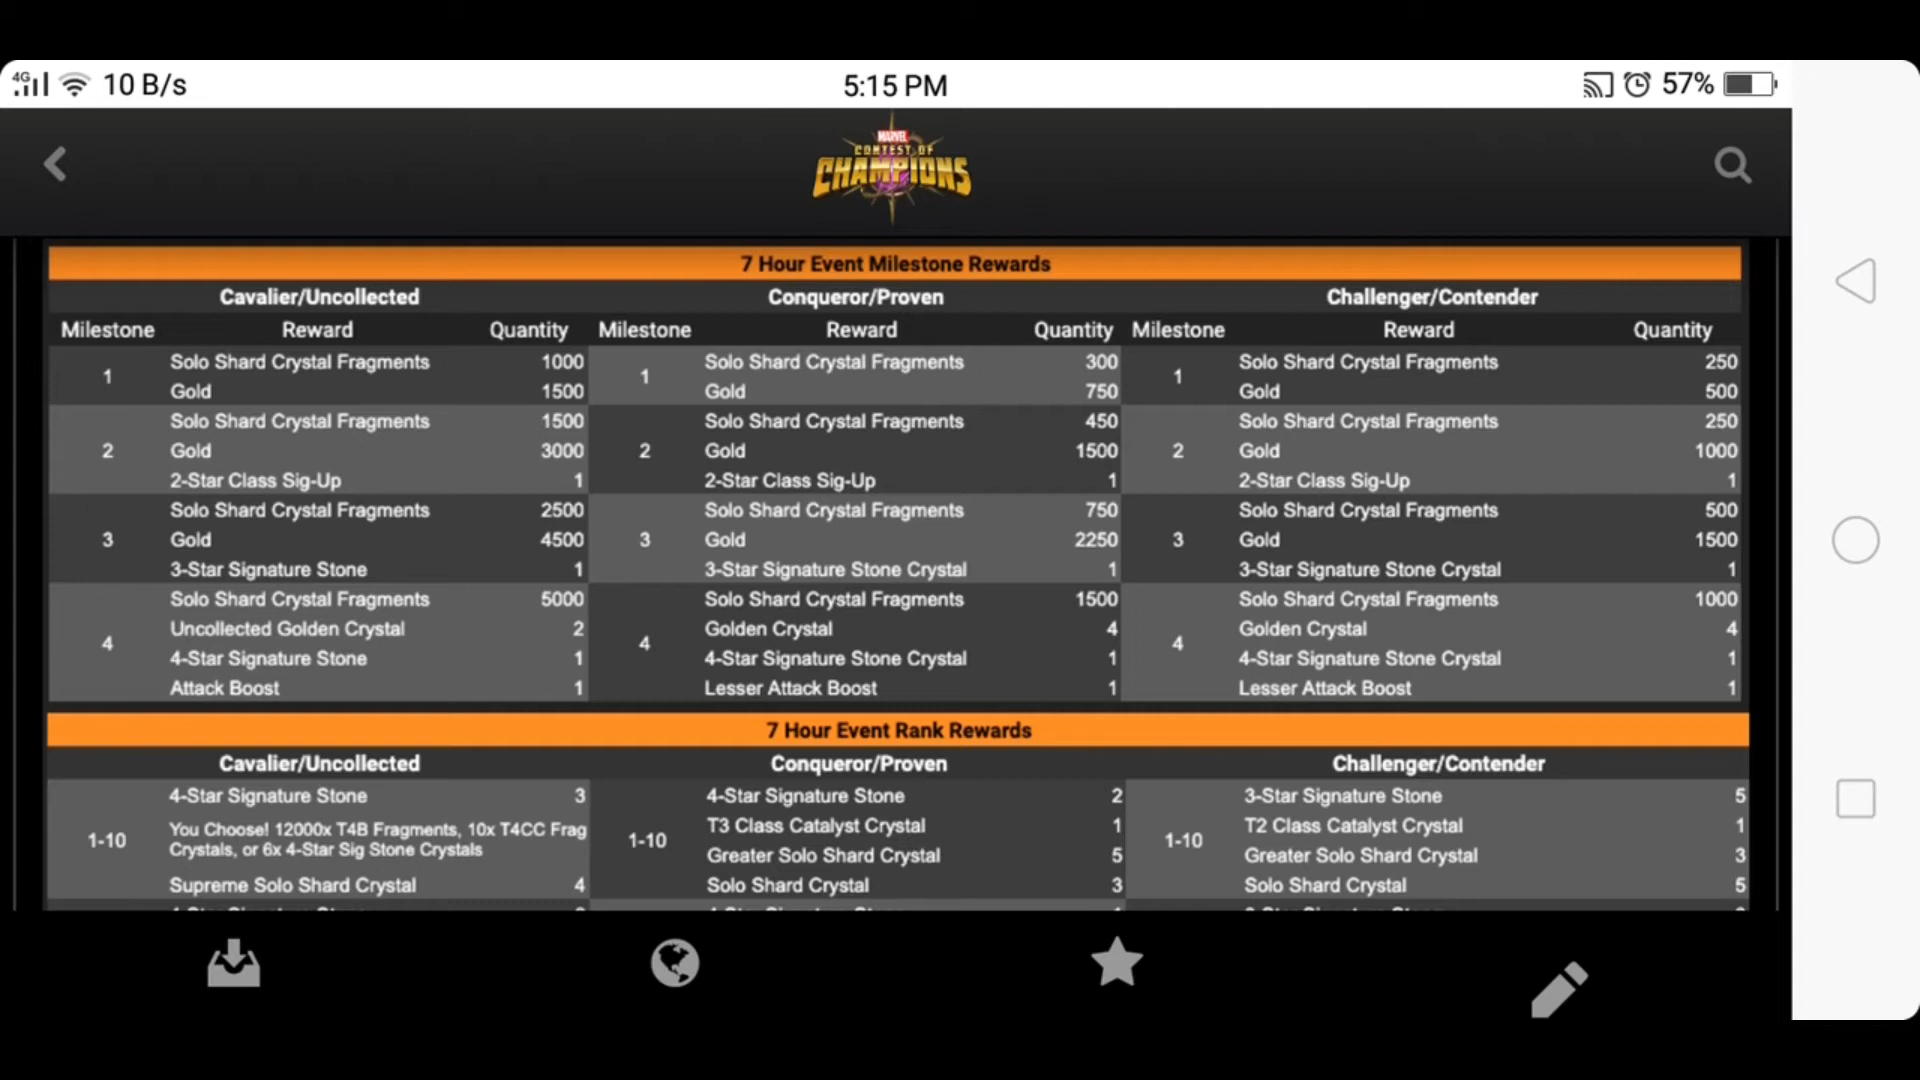 4G 10 B/s 5:15 PM 57%
MARVEL
CONTEST OF
CHAMPIONS
7 Hour Event Milestone Rewards
Cavalier/Uncollected Conqueror/Proven Challenger/Contender
Milestone Reward Quantity Milestone Reward Quantity Milestone Reward Quantity
1 Solo Shard Crystal Fragments 1000 1 Solo Shard Crystal Fragments 300 1 Solo Shard Crystal Fragments 250
Gold 1500 Gold 750 Gold 500
2 Solo Shard Crystal Fragments 1500 2 Solo Shard Crystal Fragments 450 2 Solo Shard Crystal Fragments 250
Gold 3000 Gold 1500 Gold 1000
2-Star Class Sig-Up 1 2-Star Class Sig-Up 1 2-Star Class Sig-Up 1
3 Solo Shard Crystal Fragments 2500 3 Solo Shard Crystal Fragments 750 3 Solo Shard Crystal Fragments 500
Gold 4500 Gold 2250 Gold 1500
3-Star Signature Stone 1 3-Star Signature Stone Crystal 1 3-Star Signature Stone Crystal 1
4 Solo Shard Crystal Fragments 5000 4 Solo Shard Crystal Fragments 1500 4 Solo Shard Crystal Fragments 1000
Uncollected Golden Crystal 2 Golden Crystal 4 Golden Crystal 4
4-Star Signature Stone 1 4-Star Signature Stone Crystal 1 4-Star Signature Stone Crystal 1
Attack Boost 1 Lesser Attack Boost 1 Lesser Attack Boost 1
7 Hour Event Rank Rewards
Cavalier/Uncollected Conqueror/Proven Challenger/Contender
1-10 4-Star Signature Stone 3 1-10 4-Star Signature Stone 2 1-10 3-Star Signature Stone 5
You Choose! 12000x T4B Fragments, 10x T4CC Frag T3 Class Catalyst Crystal 1 T2 Class Catalyst Crystal 1
Crystals, or 6x 4-Star Sig Stone Crystals Greater Solo Shard Crystal 5 Greater Solo Shard Crystal 3
Supreme Solo Shard Crystal 4 Solo Shard Crystal 3 Solo Shard Crystal 5